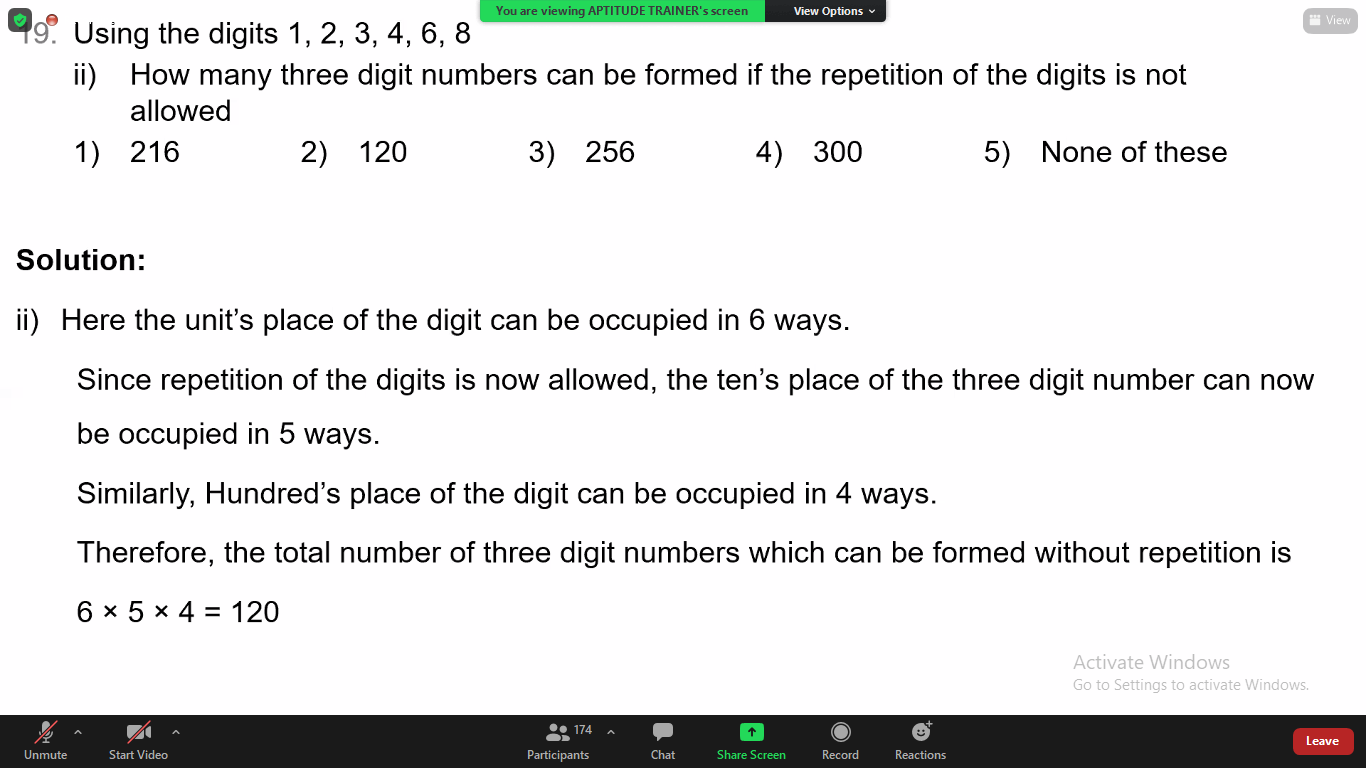 You are viewing APTITUDE TRAINER's screen View Options
View
19. Using the digits 1, 2, 3, 4, 6, 8
ii) How many three digit numbers can be formed if the repetition of the digits is not
allowed
1) 216 2) 120 3) 256 4) 300 5) None of these
Solution:
ii) Here the unit’s place of the digit can be occupied in 6 ways.
Since repetition of the digits is now allowed, the ten’s place of the three digit number can now
be occupied in 5 ways.
Similarly, Hundred’s place of the digit can be occupied in 4 ways.
Therefore, the total number of three digit numbers which can be formed without repetition is
6 × 5 × 4 = 120
Activate Windows
Go to Settings to activate Windows.
174
Unmute Start Video Participants Chat Share Screen Record Reactions Leave